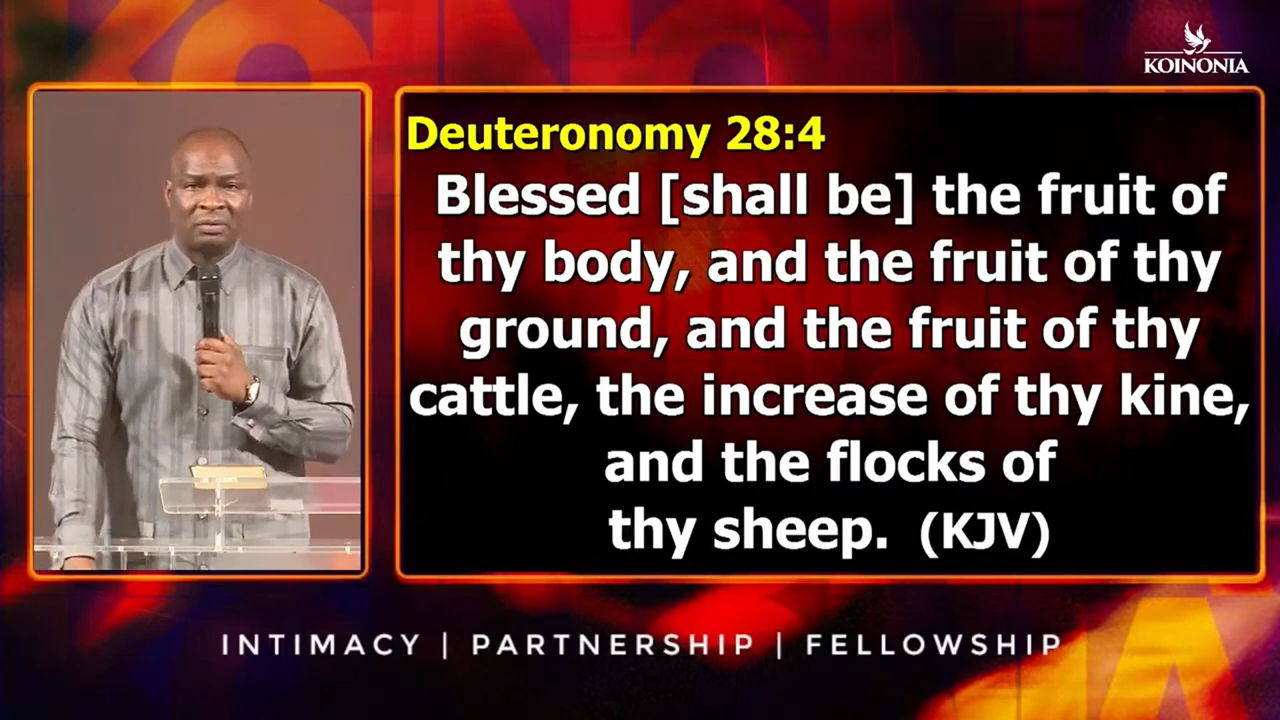 KOINONIA
Deuteronomy 28:4
Blessed [shall be] the fruit of
thy body, and the fruit of thy
ground, and the fruit of thy
cattle, the increase of thy kine,
and the flocks of
thy sheep. (KJV)
INTIMACY | PARTNERSHIP | FELLOWSHIP